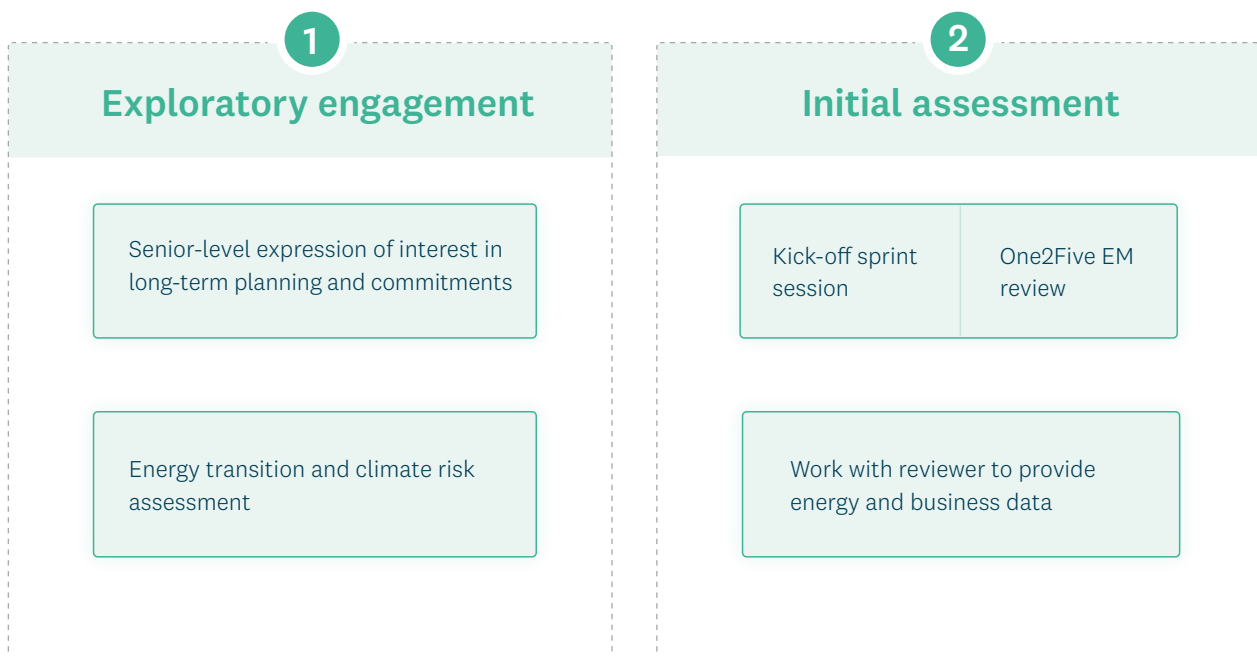 1
Exploratory engagement
Senior-level expression of interest in
long-term planning and commitments
Energy transition and climate risk
assessment
2
Initial assessment
Kick-off sprint
session
One2Five EM
review
Work with reviewer to provide
energy and business data